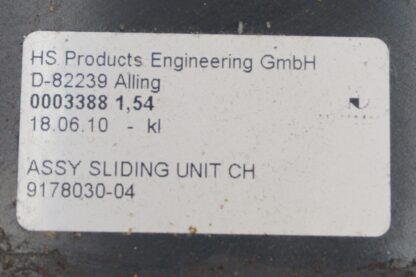 HS Products Engineering GmbH
D-82239 Alling
0003388 1,54
18.06.10 - kl
ASSY SLIDING UNIT CH
9178030-04